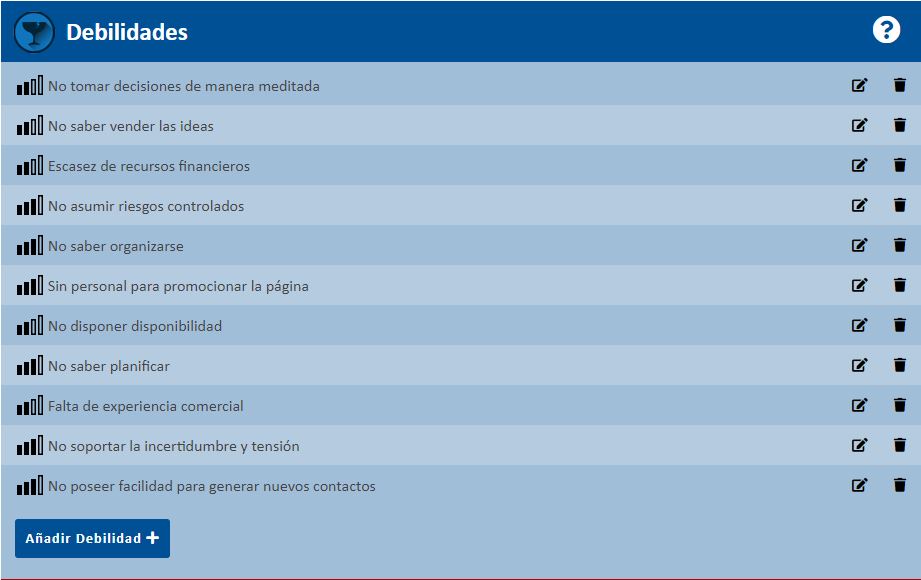 Debilidades
?
No tomar decisiones de manera meditada
No saber vender las ideas
Escasez de recursos financieros
No asumir riesgos controlados
No saber organizarse
Sin personal para promocionar la página
No disponer disponibilidad
No saber planificar
Falta de experiencia comercial
No soportar la incertidumbre y tensión
No poseer facilidad para generar nuevos contactos
Añadir Debilidad +